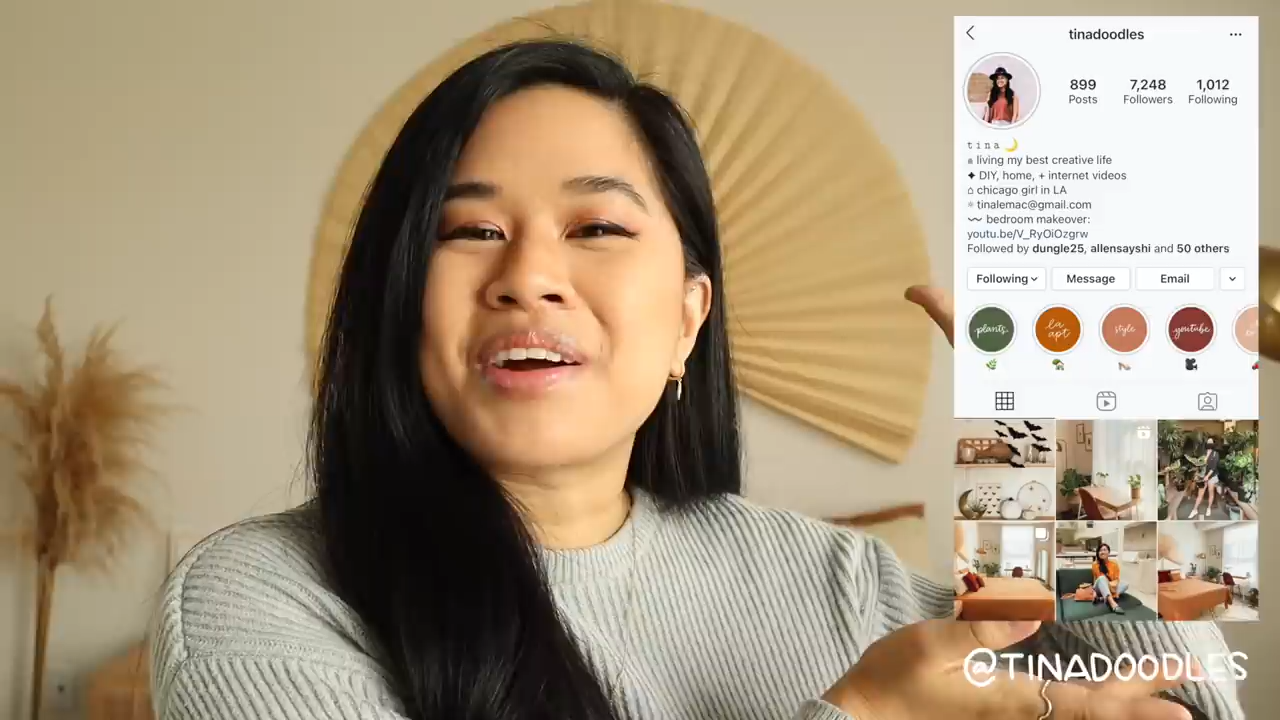 tinadoodles
899 7,248 1,012
Posts Followers Following
tina 🌙
living my best creative life
✦ DIY, home, + internet videos
⌂ chicago girl in LA
tinalemac@gmail.com
〰 bedroom makeover:
youtu.be/V_RyOiOzgrw
Followed by dungle25, allensayshi and 50 others
Following Message Email
plants. la apt style youtube
@TINADOODLES